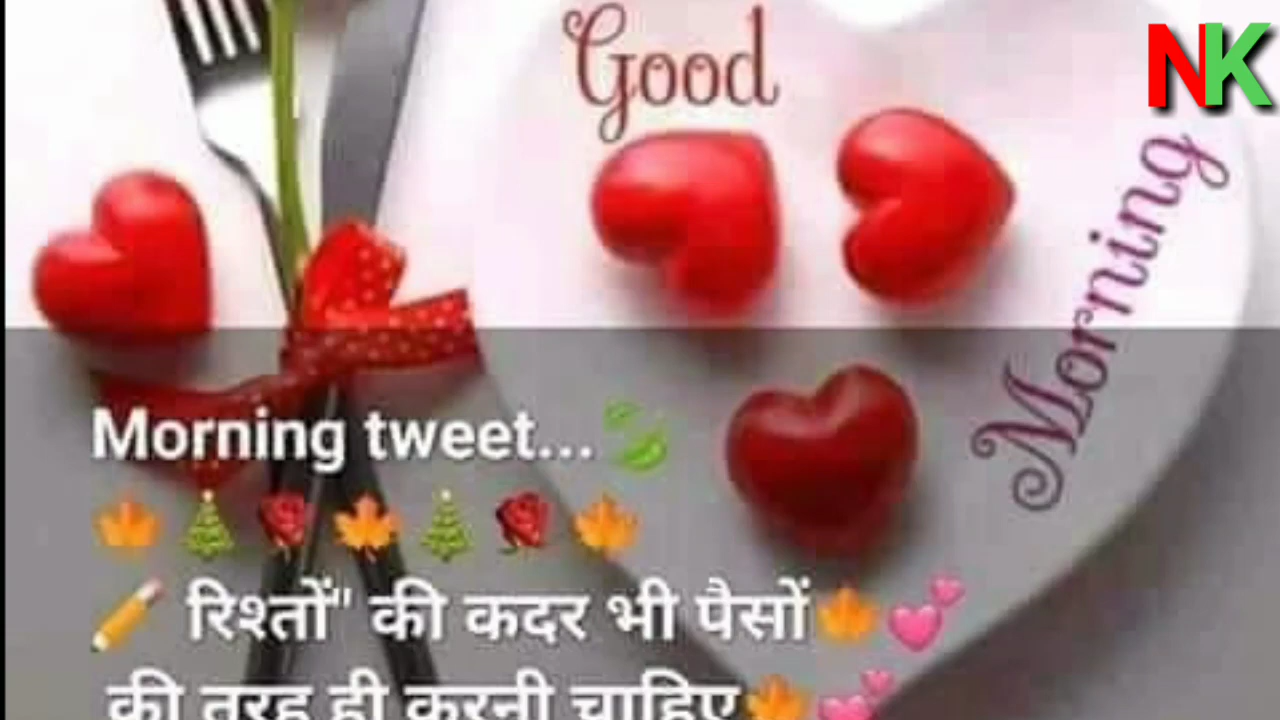 Good
NK
Morning
Morning tweet...
रिश्तों" की कदर भी पैसों
की तरह ही करनी चाहिए